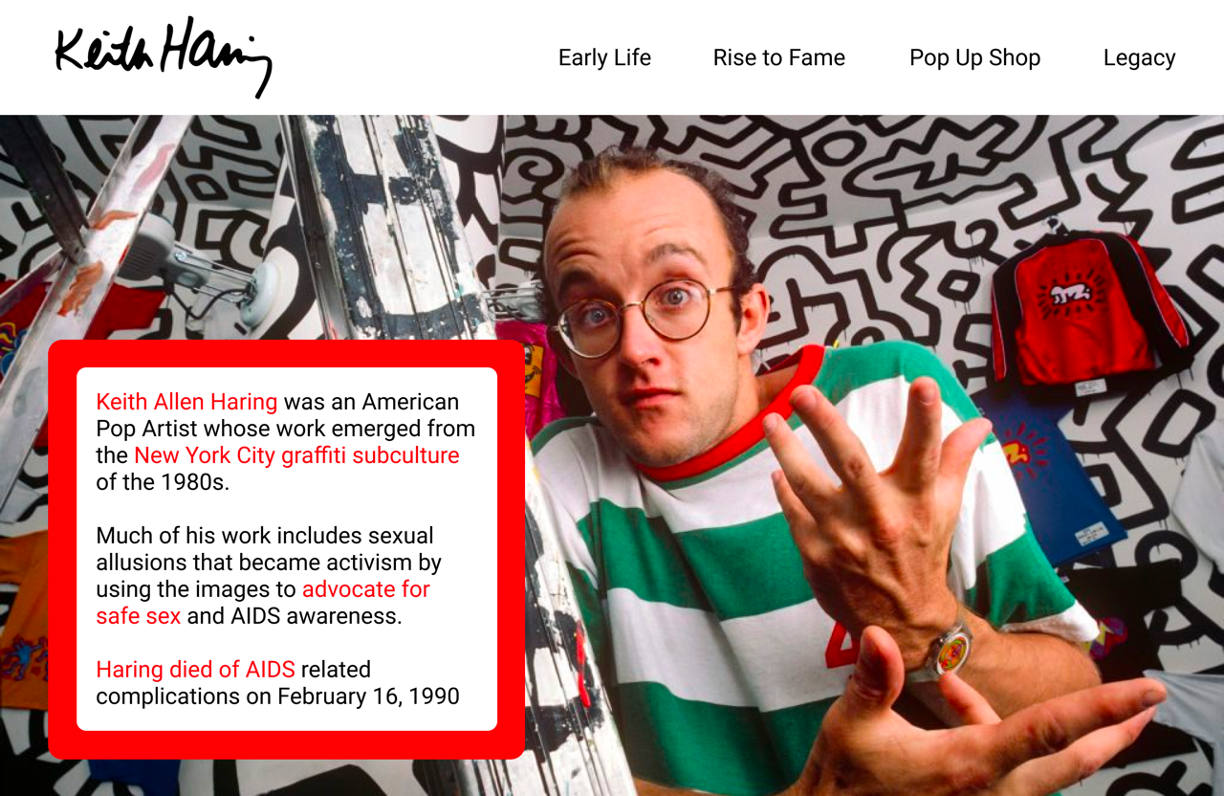 Keith Haring
Early Life
Rise to Fame
Pop Up Shop
Legacy
Keith Allen Haring was an American
Pop Artist whose work emerged from
the New York City graffiti subculture
of the 1980s.
Much of his work includes sexual
allusions that became activism by
using the images to advocate for
safe sex and AIDS awareness.
Haring died of AIDS related
complications on February 16, 1990